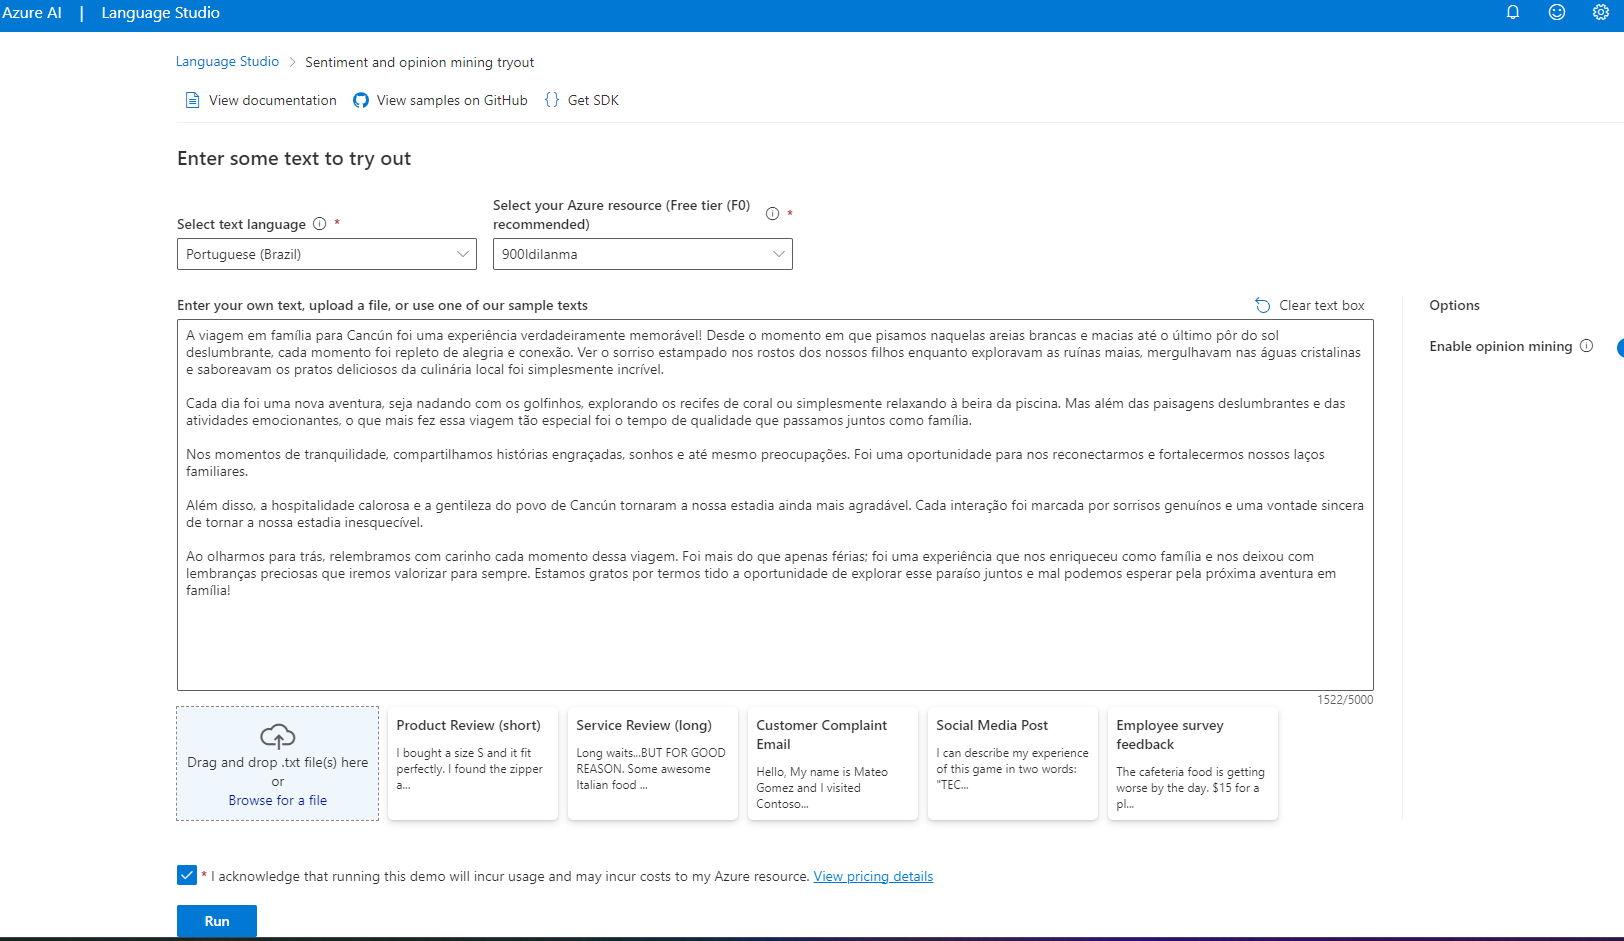 Azure AI | Language Studio
Language Studio > Sentiment and opinion mining tryout
View documentation View samples on GitHub {} Get SDK
Enter some text to try out
Select text language *
Portuguese (Brazil)
Select your Azure resource (Free tier (F0)
recommended) *
900Idilanma
Enter your own text, upload a file, or use one of our sample texts
Clear text box
A viagem em família para Cancún foi uma experiência verdadeiramente memorável! Desde o momento em que pisamos naquelas areias brancas e macias até o último pôr do sol
deslumbrante, cada momento foi repleto de alegria e conexão. Ver o sorriso estampado nos rostos dos nossos filhos enquanto exploravam as ruínas maias, mergulhavam nas águas cristalinas
e saboreavam os pratos deliciosos da culinária local foi simplesmente incrível.
Cada dia foi uma nova aventura, seja nadando com os golfinhos, explorando os recifes de coral ou simplesmente relaxando à beira da piscina. Mas além das paisagens deslumbrantes e das
atividades emocionantes, o que mais fez essa viagem tão especial foi o tempo de qualidade que passamos juntos como família.
Nos momentos de tranquilidade, compartilhamos histórias engraçadas, sonhos e até mesmo preocupações. Foi uma oportunidade para nos reconectarmos e fortalecermos nossos laços
familiares.
Além disso, a hospitalidade calorosa e a gentileza do povo de Cancún tornaram a nossa estadia ainda mais agradável. Cada interação foi marcada por sorrisos genuínos e uma vontade sincera
de tornar a nossa estadia inesquecível.
Ao olharmos para trás, relembramos com carinho cada momento dessa viagem. Foi mais do que apenas férias; foi uma experiência que nos enriqueceu como família e nos deixou com
lembranças preciosas que iremos valorizar para sempre. Estamos gratos por termos tido a oportunidade de explorar esse paraíso juntos e mal podemos esperar pela próxima aventura em
família!
1522/5000
Options
Enable opinion mining
Drag and drop .txt file(s) here
or
Browse for a file
Product Review (short)
I bought a size S and it fit
perfectly. I found the zipper
a...
Service Review (long)
Long waits...BUT FOR GOOD
REASON. Some awesome
Italian food ...
Customer Complaint
Email
Hello, My name is Mateo
Gomez and I visited
Contoso...
Social Media Post
I can describe my experience
of this game in two words:
"TEC...
Employee survey
feedback
The cafeteria food is getting
worse by the day. $15 for a
pl...
* I acknowledge that running this demo will incur usage and may incur costs to my Azure resource. View pricing details
Run